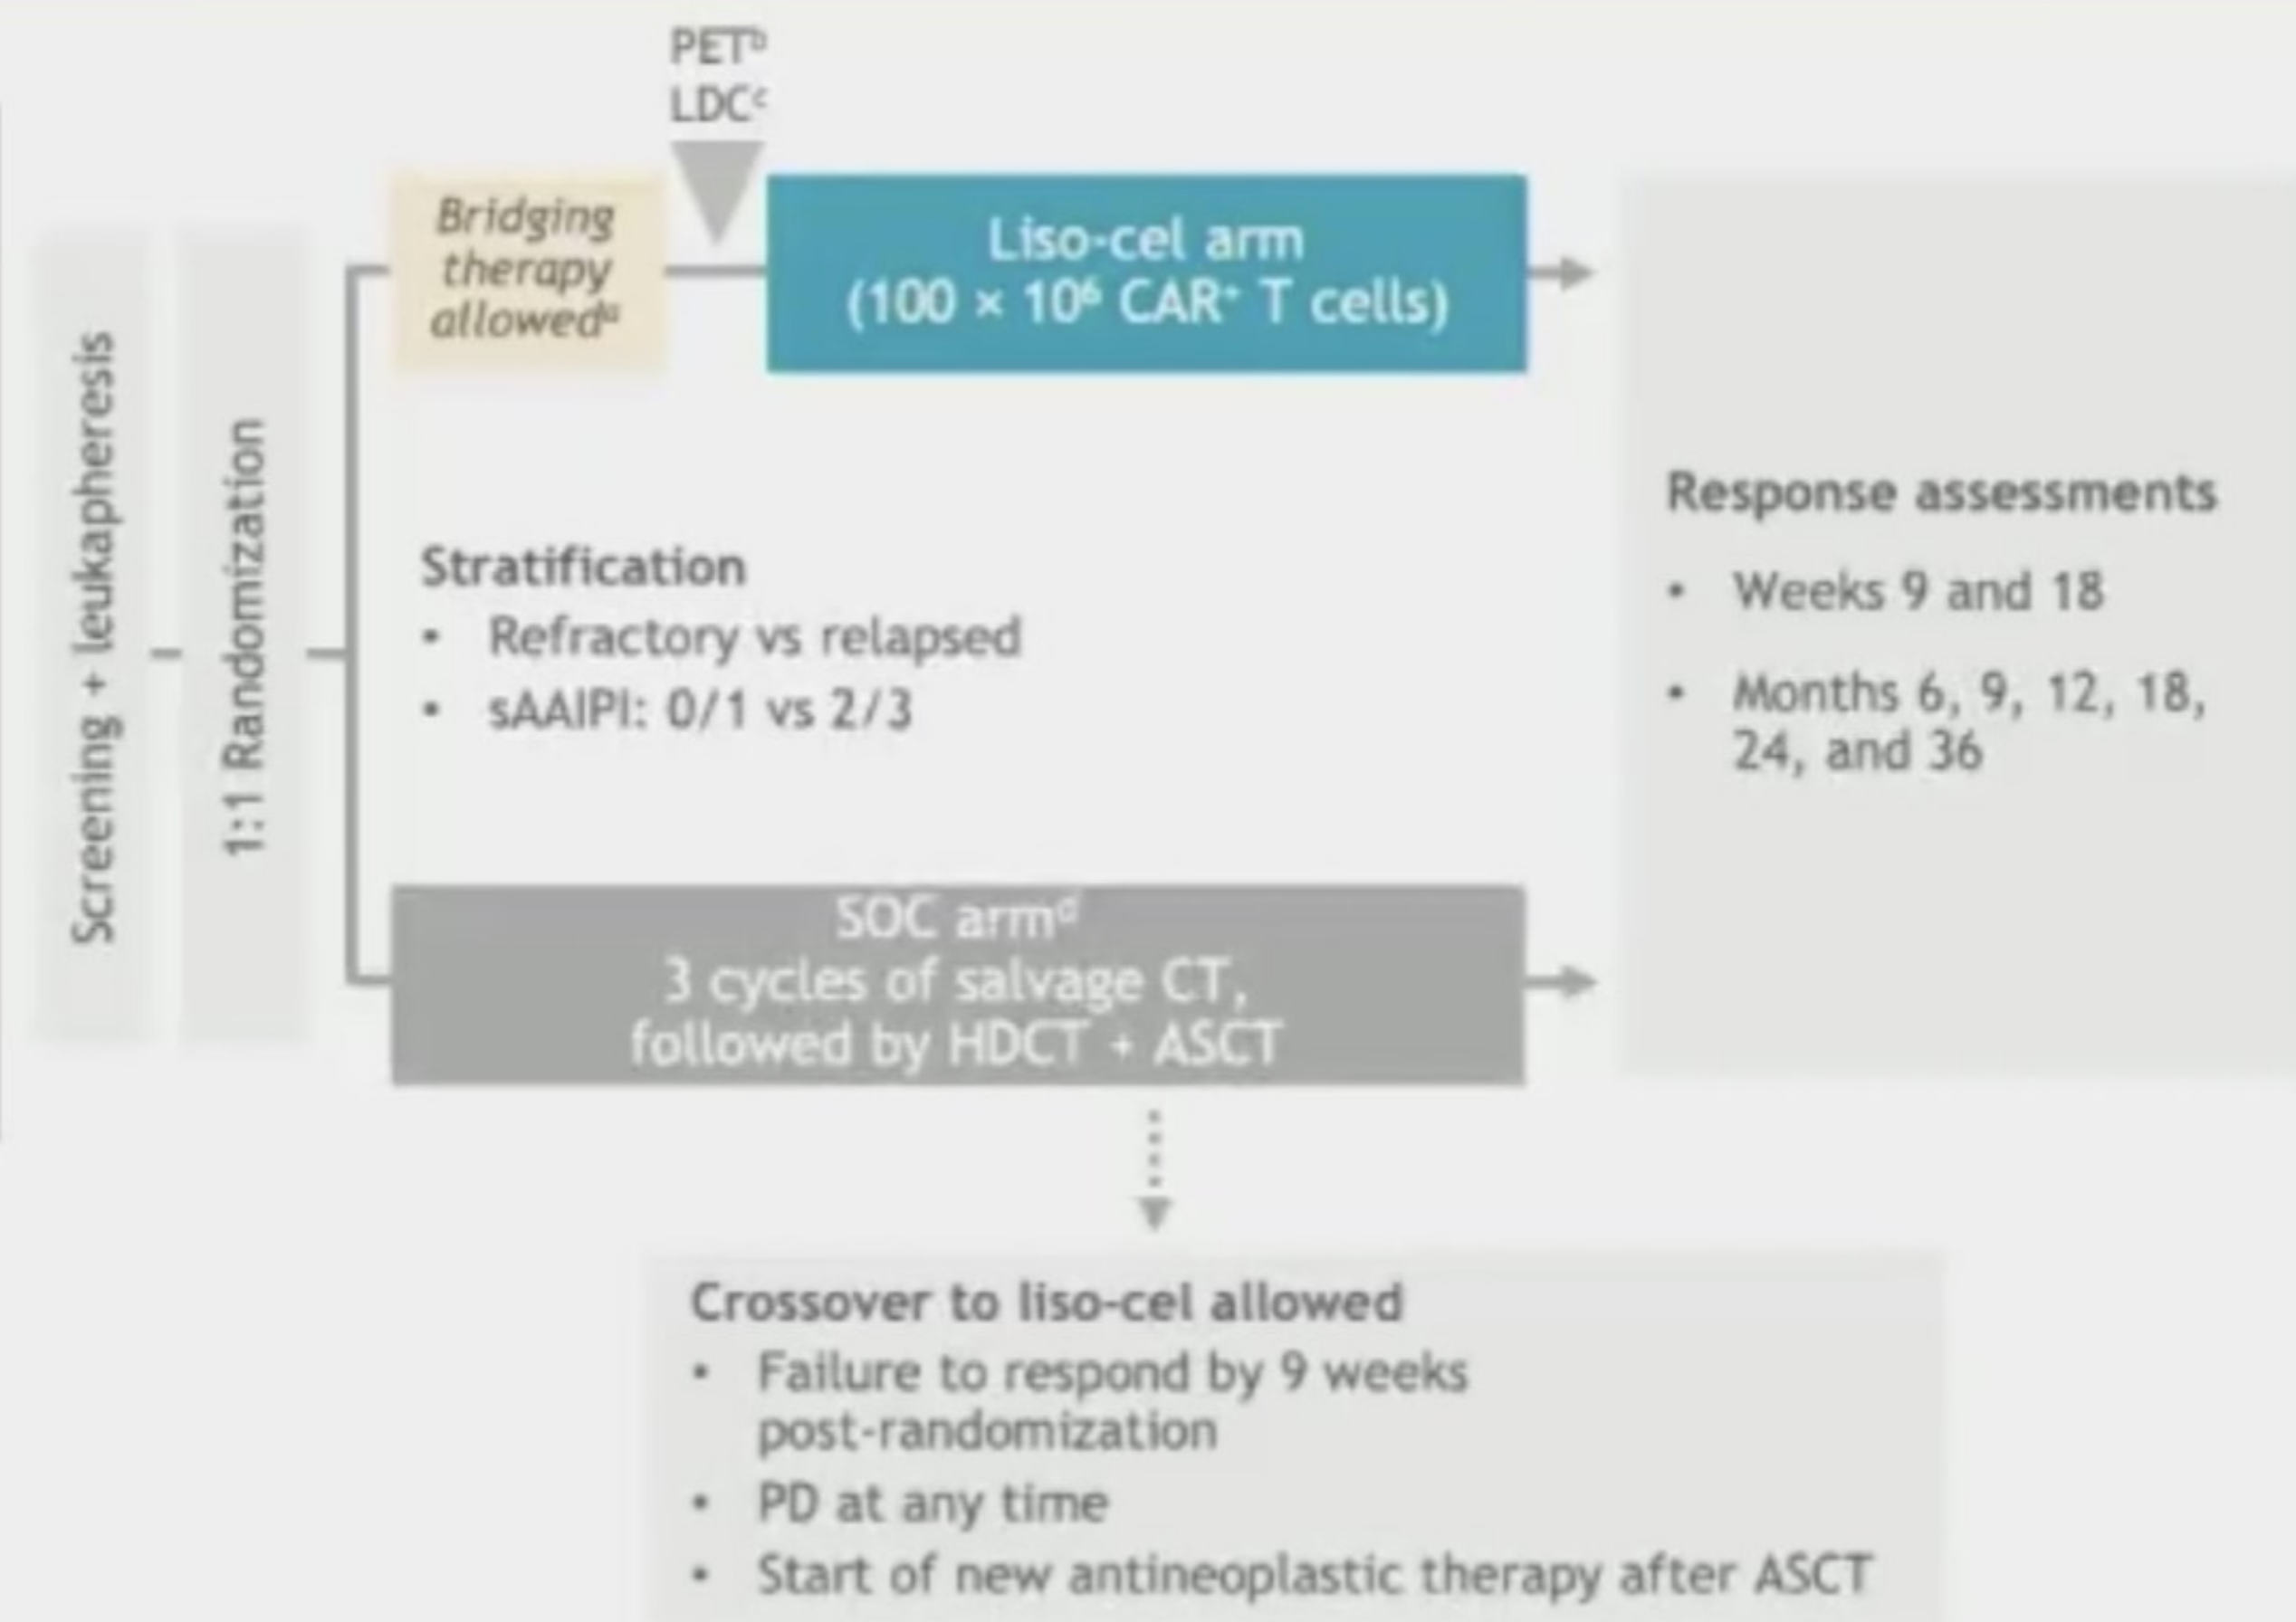 PETᵇ
LDCᶜ
Screening + leukapheresis
1:1 Randomization
Bridging
therapy
allowedᵃ
Liso-cel arm
(100 × 10⁶ CAR⁺ T cells)
Stratification
• Refractory vs relapsed
• sAAIPI: 0/1 vs 2/3
SOC armᵈ
3 cycles of salvage CT,
followed by HDCT + ASCT
Response assessments
• Weeks 9 and 18
• Months 6, 9, 12, 18,
24, and 36
Crossover to liso-cel allowed
• Failure to respond by 9 weeks
post-randomization
• PD at any time
• Start of new antineoplastic therapy after ASCT